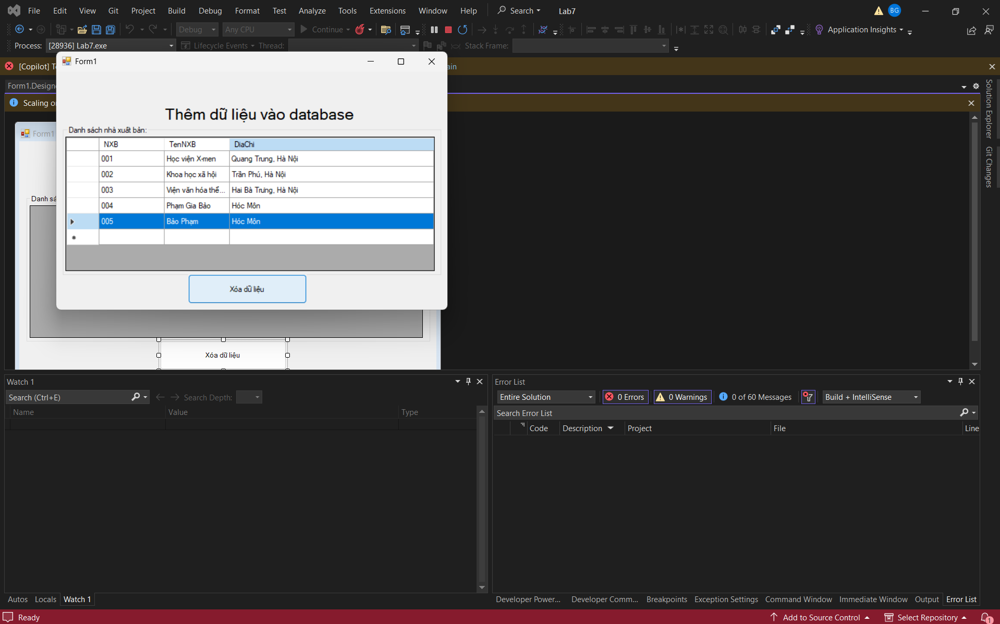 File Edit View Git Project Build Debug Format Test Analyze Tools Extensions Window Help Search Lab7 BG
Debug Any CPU Continue Application Insights
Process: [28936] Lab7.exe Lifecycle Events Thread: Stack Frame:
[Copilot]
Form1.Design
Scaling
Form1
Danh
Form1
Thêm dữ liệu vào database
Danh sách nhà xuất bản:
NXB TenNXB DiaChi
001 Học viện X-men Quang Trung, Hà Nội
002 Khoa học xã hội Trần Phú, Hà Nội
003 Viện văn hóa thể... Hai Bà Trưng, Hà Nội
004 Phạm Gia Bảo Hóc Môn
005 Bảo Phạm Hóc Môn
Xóa dữ liệu
Xóa dữ liệu
Solution Explorer
Git Changes
Watch 1
Search (Ctrl+E) Search Depth:
Name Value Type
Autos Locals Watch 1
Error List
Entire Solution 0 Errors 0 Warnings 0 of 60 Messages Build + IntelliSense
Search Error List
Code Description Project File Line
Developer Power... Developer Comm... Breakpoints Exception Settings Command Window Immediate Window Output Error List
Ready Add to Source Control Select Repository 1